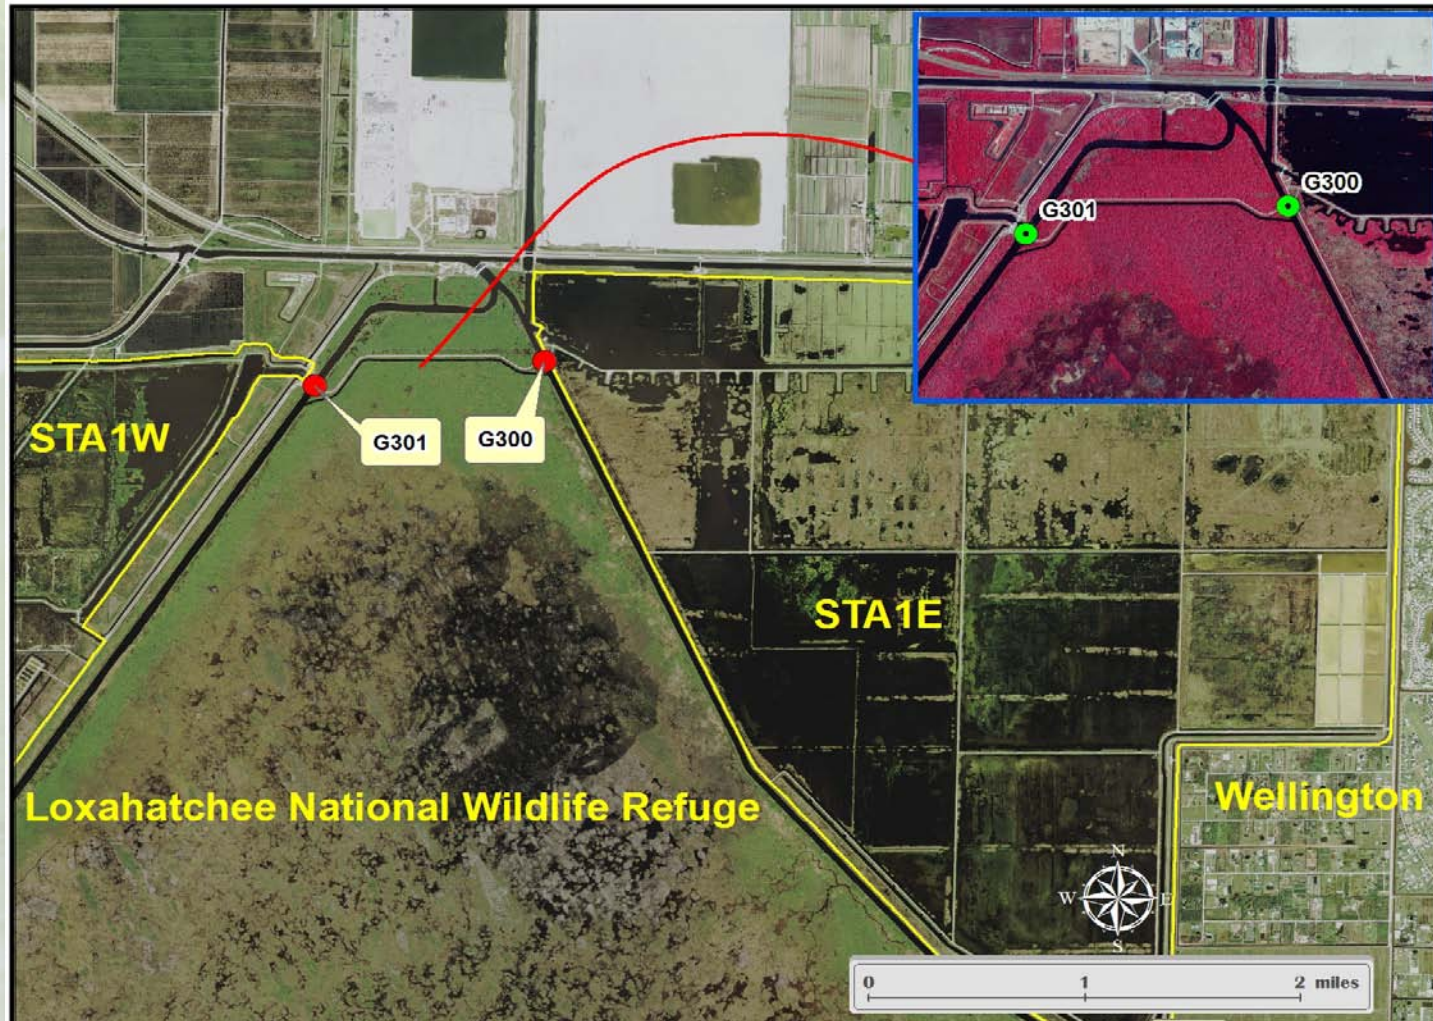 G300
G301
STA1W
G301
G300
STA1E
Loxahatchee National Wildlife Refuge
Wellington
N
W E
S
0 1 2 miles